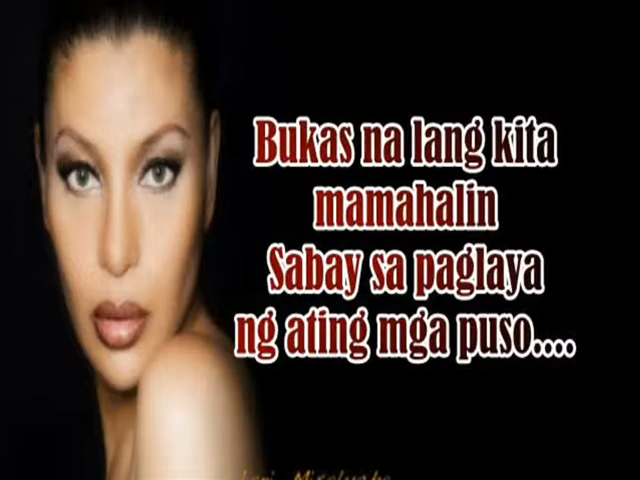 Bukas na lang kita
mamahalin
Sabay sa paglaya
ng ating mga puso....